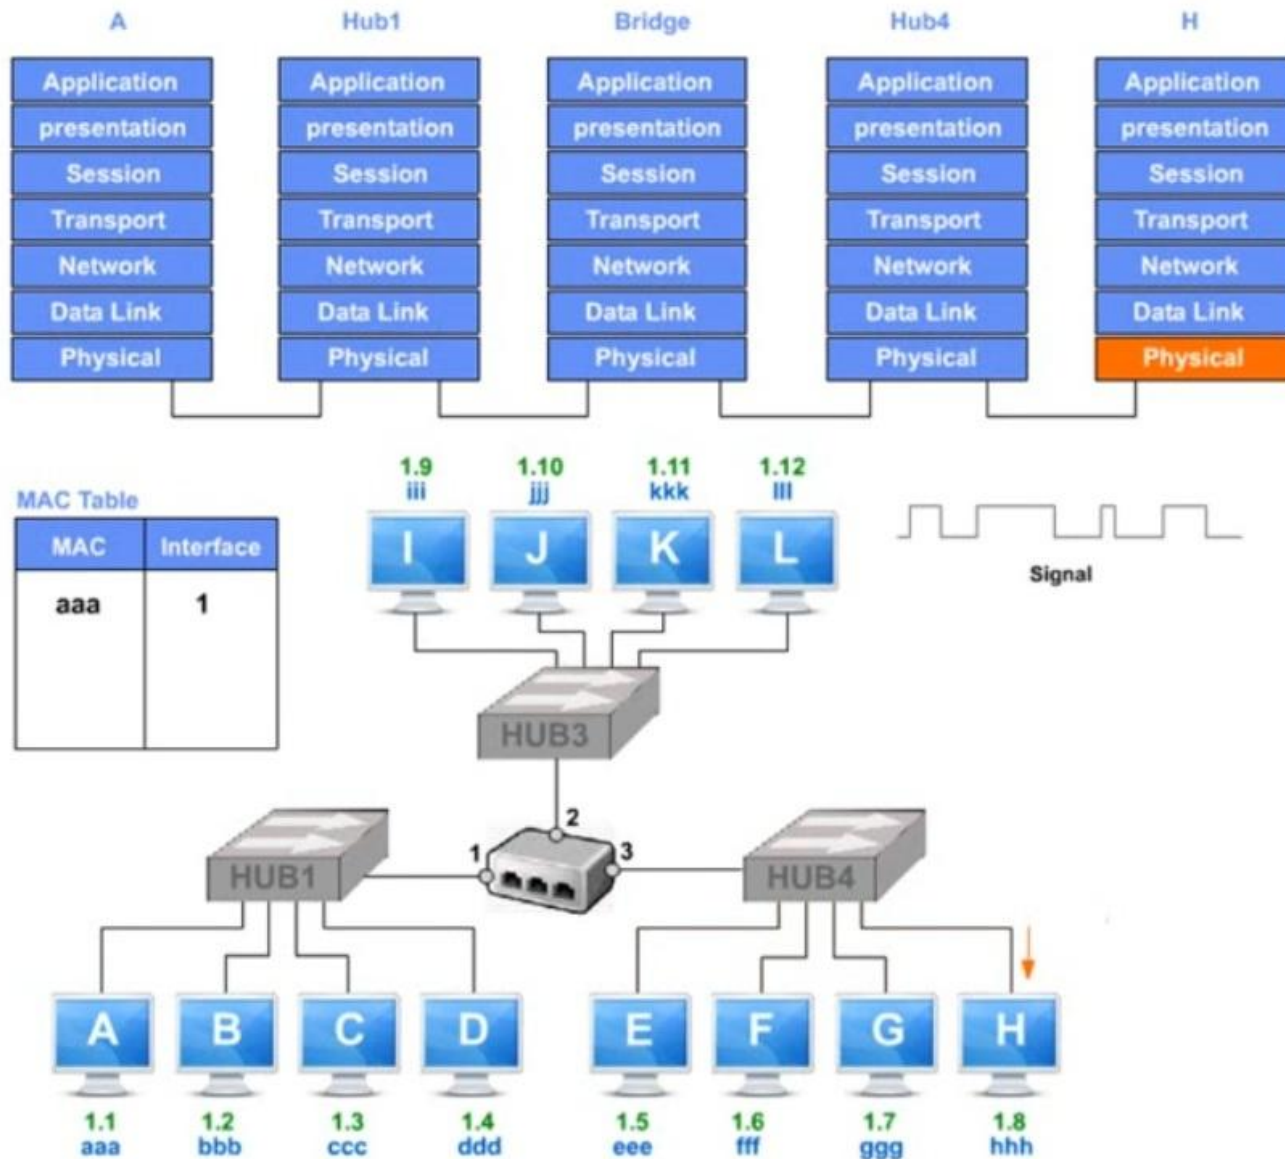 A Hub1 Bridge Hub4 H
Application Application Application Application Application
presentation presentation presentation presentation presentation
Session Session Session Session Session
Transport Transport Transport Transport Transport
Network Network Network Network Network
Data Link Data Link Data Link Data Link Data Link
Physical Physical Physical Physical Physical
1.9 1.10 1.11 1.12
iii jjj kkk lll
MAC Table
MAC Interface
aaa 1
I J K L
Signal
HUB3
2
1 3
HUB1 HUB4
A B C D E F G H
1.1 1.2 1.3 1.4 1.5 1.6 1.7 1.8
aaa bbb ccc ddd eee fff ggg hhh